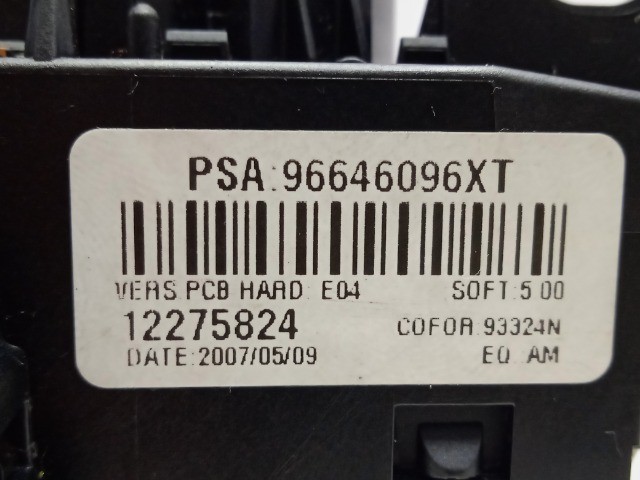 PSA:96646096XT
VERS PCB HARD: E04 SOFT:5.00
12275824 COFOR:93324N
DATE:2007/05/09 EQ AM